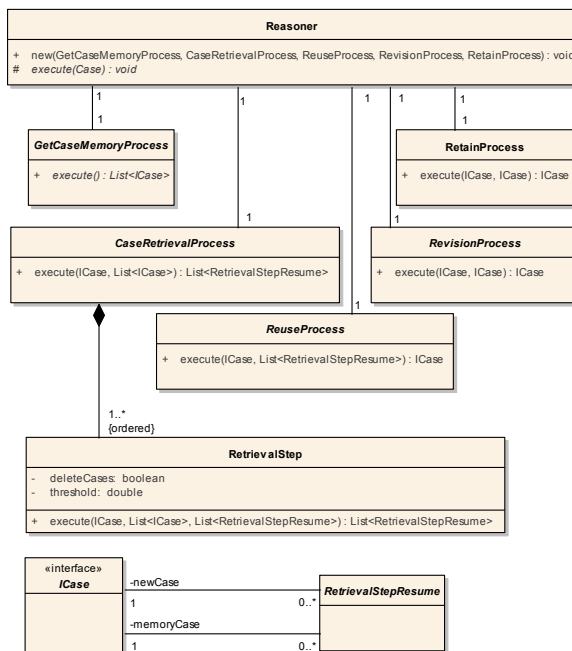 Reasoner
+ new(GetCaseMemoryProcess, CaseRetrievalProcess, ReuseProcess, RevisionProcess, RetainProcess) : void
# execute(Case) : void
1
1
1
1
1
1
1
GetCaseMemoryProcess
+ execute() : List<ICase>
1
RetainProcess
+ execute(ICase, ICase) : ICase
1
CaseRetrievalProcess
+ execute(ICase, List<ICase>) : List<RetrievalStepResume>
1
RevisionProcess
+ execute(ICase, ICase) : ICase
1
ReuseProcess
+ execute(ICase, List<RetrievalStepResume>) : ICase
1..*
{ordered}
RetrievalStep
- deleteCases: boolean
- threshold: double
+ execute(ICase, List<ICase>, List<RetrievalStepResume>) : List<RetrievalStepResume>
«interface»
ICase
-newCase
1
0..*
-memoryCase
1
0..*
RetrievalStepResume